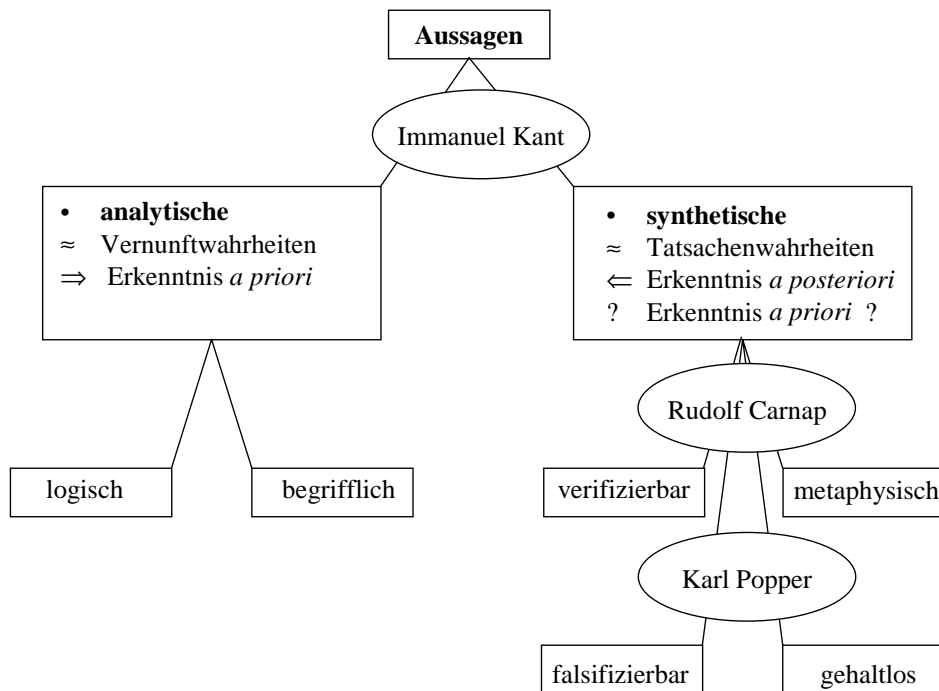 Aussagen
Immanuel Kant
• analytische
≈ Vernunftwahrheiten
⇒ Erkenntnis a priori
• synthetische
≈ Tatsachenwahrheiten
⇐ Erkenntnis a posteriori
? Erkenntnis a priori ?
Rudolf Carnap
logisch
begrifflich
verifizierbar
metaphysisch
Karl Popper
falsifizierbar
gehaltlos